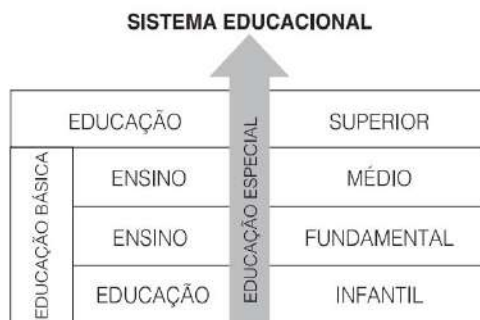 SISTEMA EDUCACIONAL
EDUCAÇÃO SUPERIOR
ENSINO MÉDIO
ENSINO FUNDAMENTAL
EDUCAÇÃO INFANTIL
EDUCAÇÃO BÁSICA
EDUCAÇÃO ESPECIAL